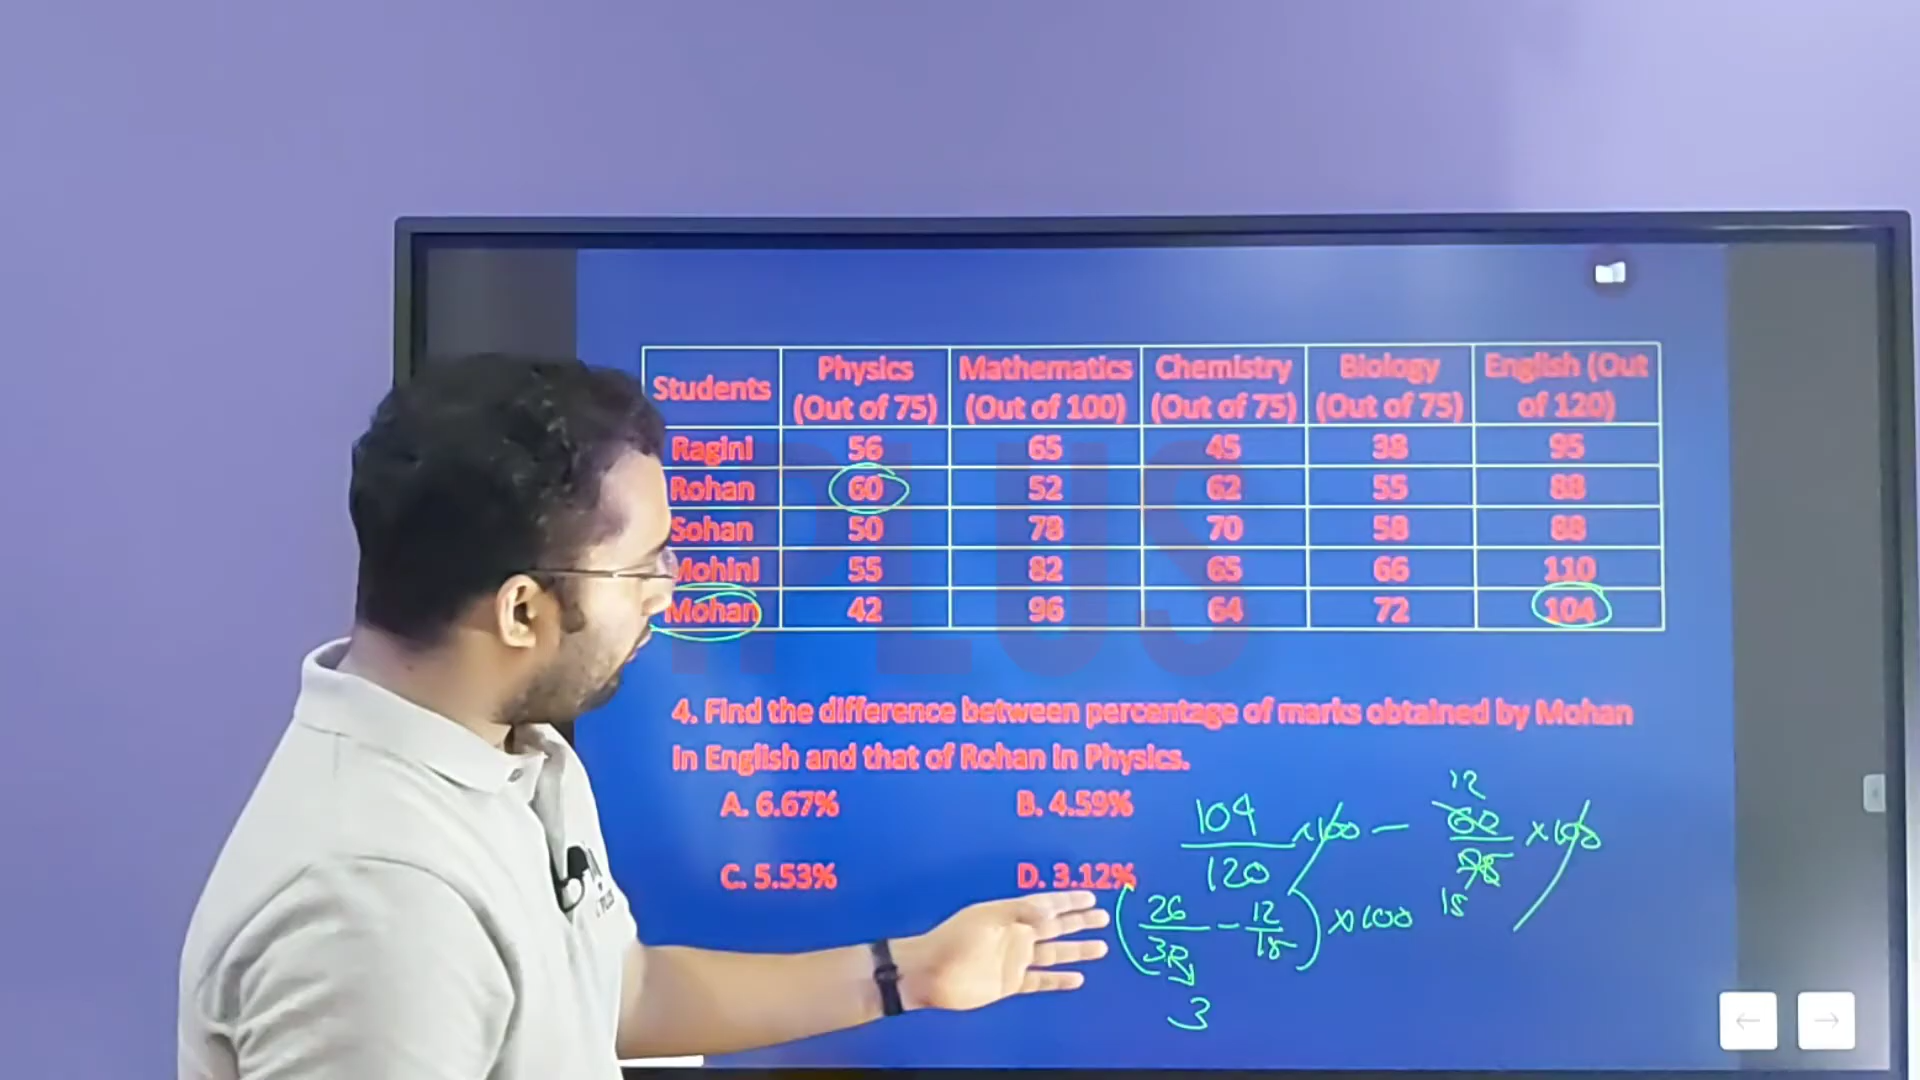 Students Physics (Out of 75) Mathematics (Out of 100) Chemistry (Out of 75) Biology (Out of 75) English (Out of 120)
Ragini 56 65 45 38 95
Rohan 60 52 62 55 88
Sohan 50 78 70 58 88
Mohini 55 82 65 66 110
Mohan 42 96 64 72 104
PLUS
4. Find the difference between percentage of marks obtained by Mohan
in English and that of Rohan in Physics.
A. 6.67% B. 4.59%
C. 5.53% D. 3.12%
12
104/120 ×100 − 60/75 ×100
15
(26/30 − 12/15) ×100
3